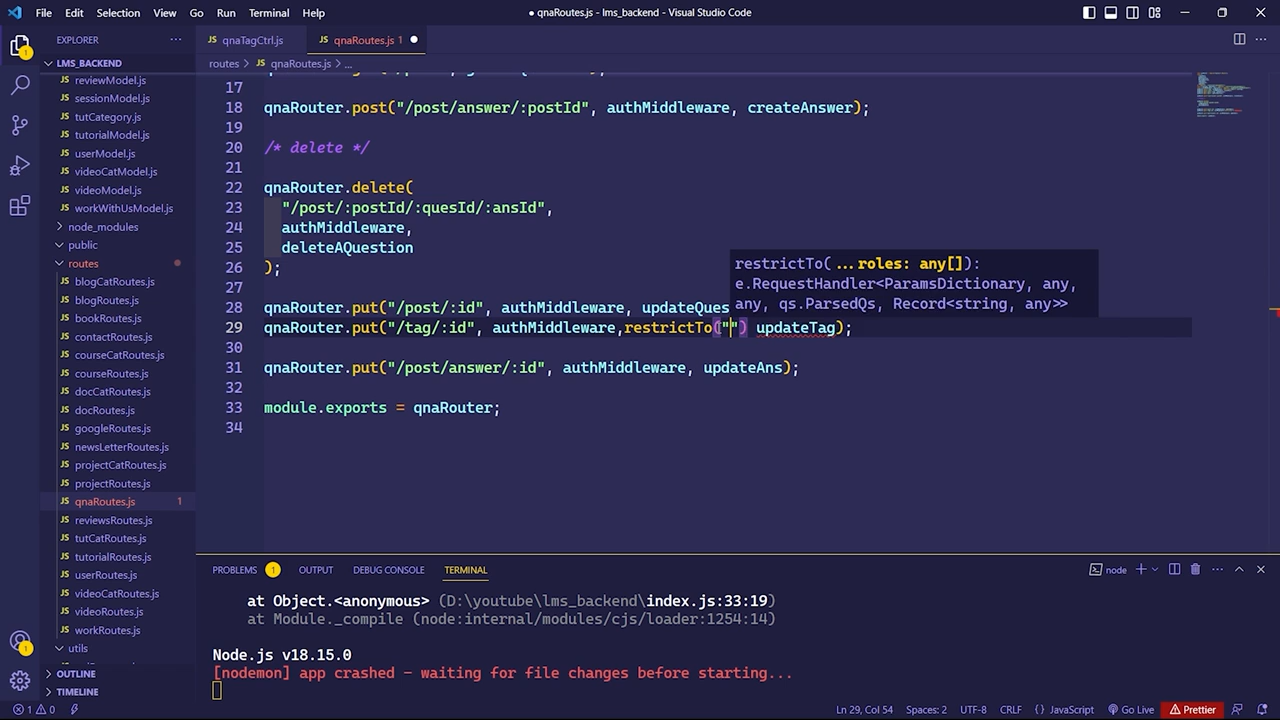 File Edit Selection View Go Run Terminal Help
● qnaRoutes.js - lms_backend - Visual Studio Code
EXPLORER
LMS_BACKEND
reviewModel.js
sessionModel.js
tutCategory.js
tutorialModel.js
userModel.js
videoCatModel.js
videoModel.js
workWithUsModel.js
node_modules
public
routes
blogCatRoutes.js
blogRoutes.js
bookRoutes.js
contactRoutes.js
courseCatRoutes.js
courseRoutes.js
docCatRoutes.js
docRoutes.js
googleRoutes.js
newsLetterRoutes.js
projectCatRoutes.js
projectRoutes.js
qnaRoutes.js 1
reviewsRoutes.js
tutCatRoutes.js
tutorialRoutes.js
userRoutes.js
videoCatRoutes.js
videoRoutes.js
workRoutes.js
utils
OUTLINE
TIMELINE
qnaTagCtrl.js
qnaRoutes.js 1 ●
routes > JS qnaRoutes.js > ...
17
18 qnaRouter.post("/post/answer/:postId", authMiddleware, createAnswer);
19
20 /* delete */
21
22 qnaRouter.delete(
23 "/post/:postId/:quesId/:ansId",
24 authMiddleware,
25 deleteAQuestion
26 );
27
28 qnaRouter.put("/post/:id", authMiddleware, updateQues
29 qnaRouter.put("/tag/:id", authMiddleware,restrictTo("") updateTag);
30
31 qnaRouter.put("/post/answer/:id", authMiddleware, updateAns);
32
33 module.exports = qnaRouter;
34
restrictTo(...roles: any[]):
e.RequestHandler<ParamsDictionary, any,
any, qs.ParsedQs, Record<string, any>>
PROBLEMS 1 OUTPUT DEBUG CONSOLE TERMINAL
node
at Object.<anonymous> (D:\youtube\lms_backend\index.js:33:19)
at Module._compile (node:internal/modules/cjs/loader:1254:14)
Node.js v18.15.0
[nodemon] app crashed - waiting for file changes before starting...
1 0
Ln 29, Col 54 Spaces: 2 UTF-8 CRLF {} JavaScript Go Live Prettier